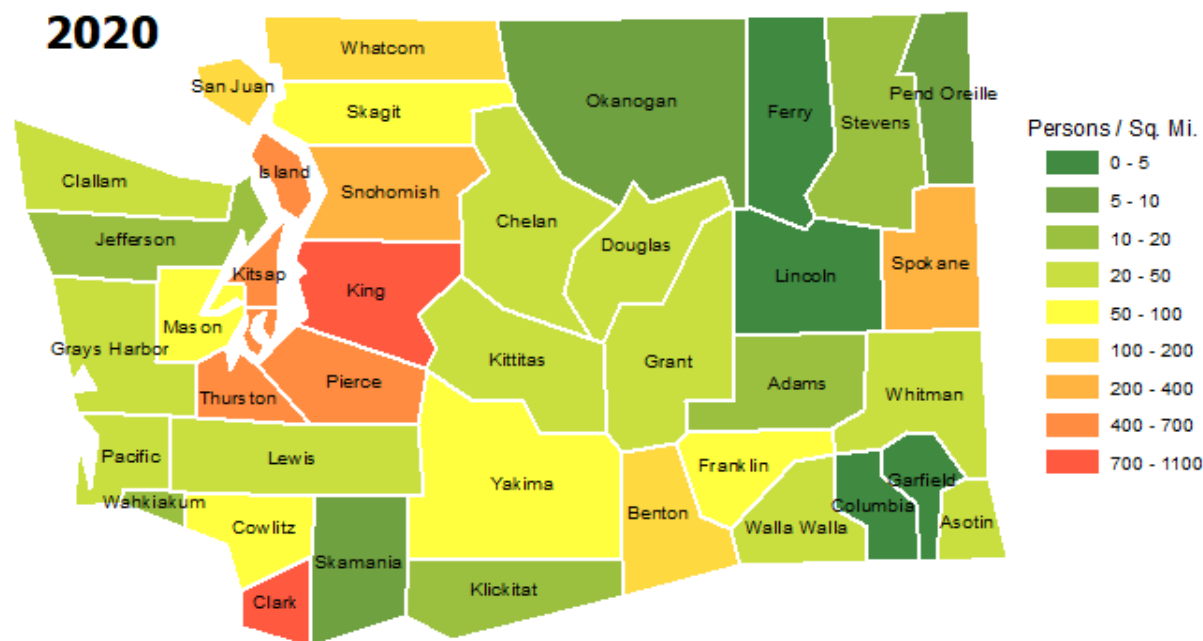 2020
Whatcom
San Juan
Skagit
Okanogan
Ferry
Stevens
Pend Oreille
Island
Snohomish
Clallam
Chelan
Jefferson
Douglas
Kitsap
King
Lincoln
Spokane
Mason
Grays Harbor
Kittitas
Grant
Thurston
Pierce
Adams
Whitman
Pacific
Lewis
Franklin
Yakima
Garfield
Wahkiakum
Cowlitz
Benton
Columbia
Walla Walla
Asotin
Skamania
Klickitat
Clark
Persons / Sq. Mi.
0 - 5
5 - 10
10 - 20
20 - 50
50 - 100
100 - 200
200 - 400
400 - 700
700 - 1100